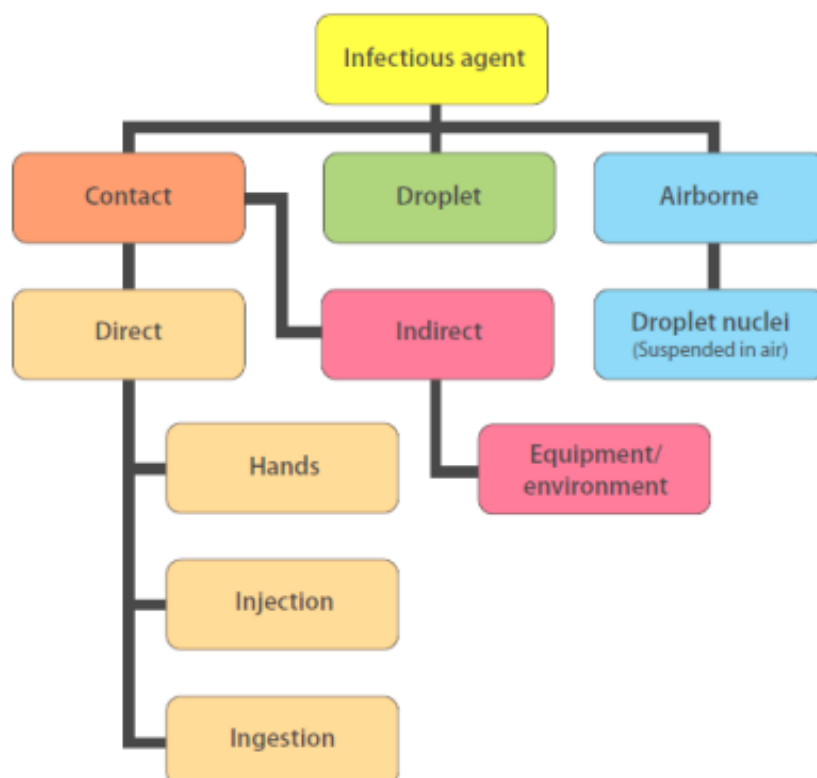 Infectious agent
Contact
Droplet
Airborne
Direct
Indirect
Droplet nuclei
(Suspended in air)
Hands
Equipment/
environment
Injection
Ingestion